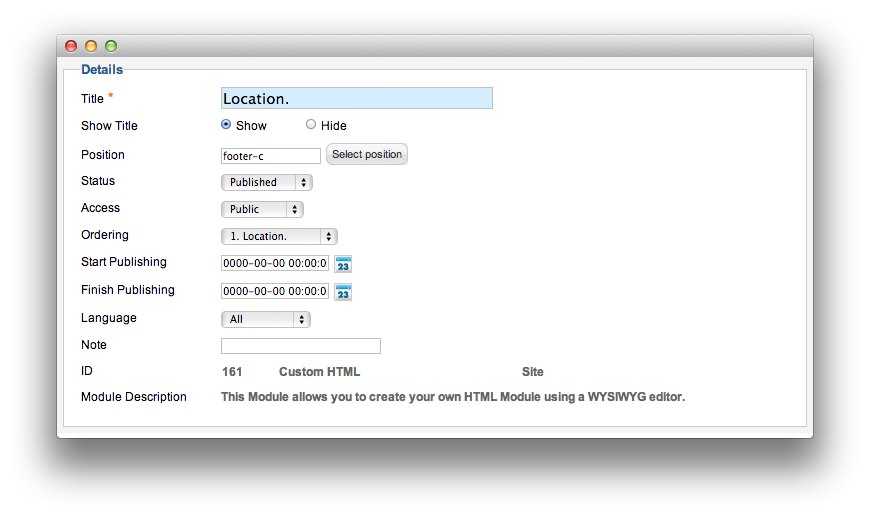 Details
Title * Location.
Show Title Show Hide
Position footer-c Select position
Status Published
Access Public
Ordering 1. Location.
Start Publishing 0000-00-00 00:00:0 23
Finish Publishing 0000-00-00 00:00:0 23
Language All
Note
ID 161 Custom HTML Site
Module Description This Module allows you to create your own HTML Module using a WYSIWYG editor.